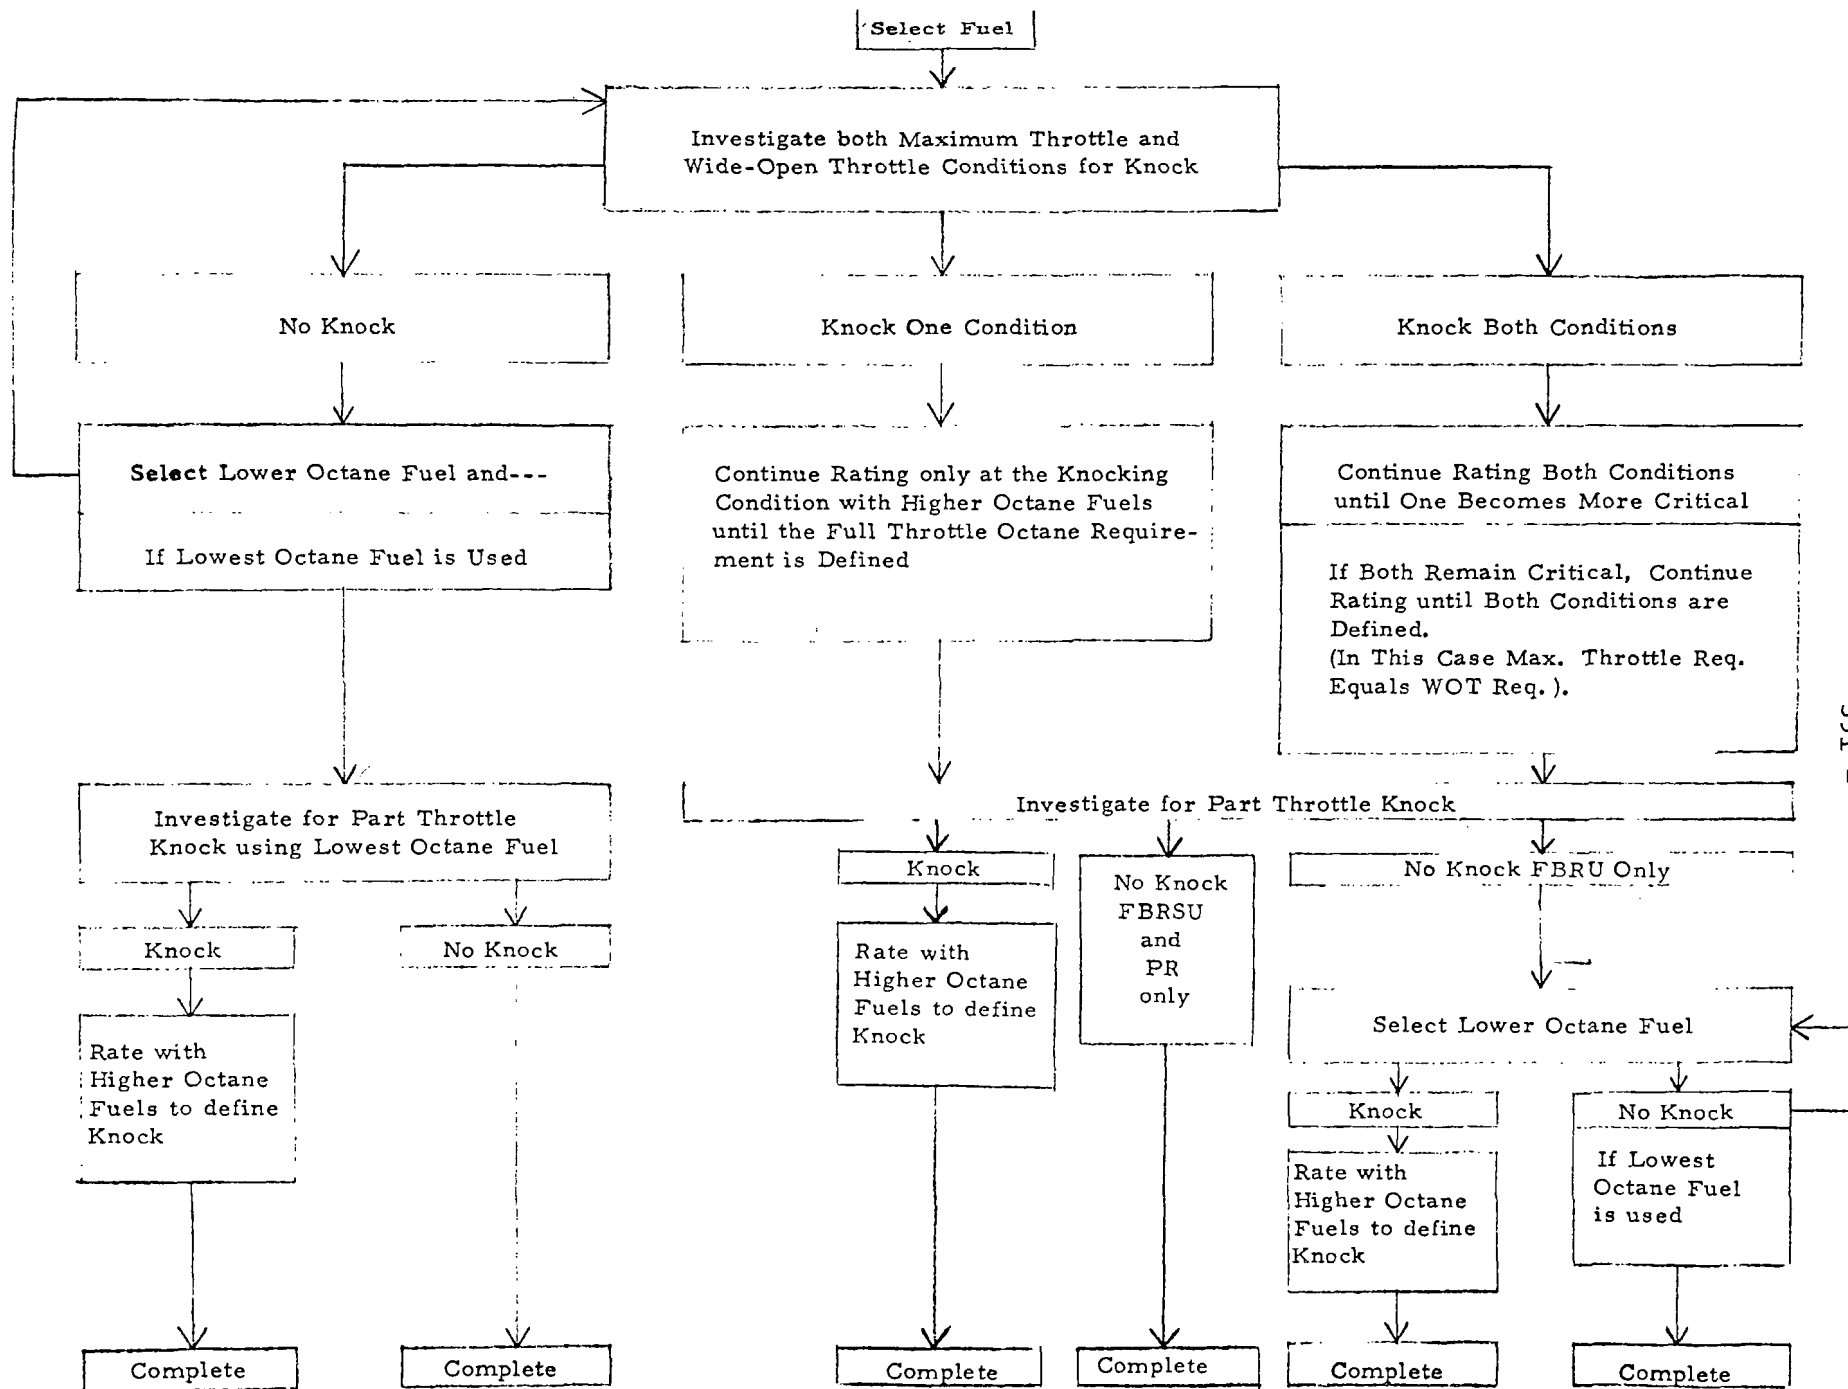 Select Fuel
Investigate both Maximum Throttle and
Wide-Open Throttle Conditions for Knock
No Knock
Knock One Condition
Knock Both Conditions
Select Lower Octane Fuel and---
If Lowest Octane Fuel is Used
Continue Rating only at the Knocking
Condition with Higher Octane Fuels
until the Full Throttle Octane Require-
ment is Defined
Continue Rating Both Conditions
until One Becomes More Critical
If Both Remain Critical, Continue
Rating until Both Conditions are
Defined.
(In This Case Max. Throttle Req.
Equals WOT Req.).
Investigate for Part Throttle
Knock using Lowest Octane Fuel
Investigate for Part Throttle Knock
Knock
No Knock
Rate with
Higher Octane
Fuels to define
Knock
Knock
Rate with
Higher Octane
Fuels to define
Knock
No Knock
FBRSU
and
PR
only
No Knock FBRU Only
Select Lower Octane Fuel
Knock
No Knock
Rate with
Higher Octane
Fuels to define
Knock
If Lowest
Octane Fuel
is used
Complete
Complete
Complete
Complete
Complete
Complete